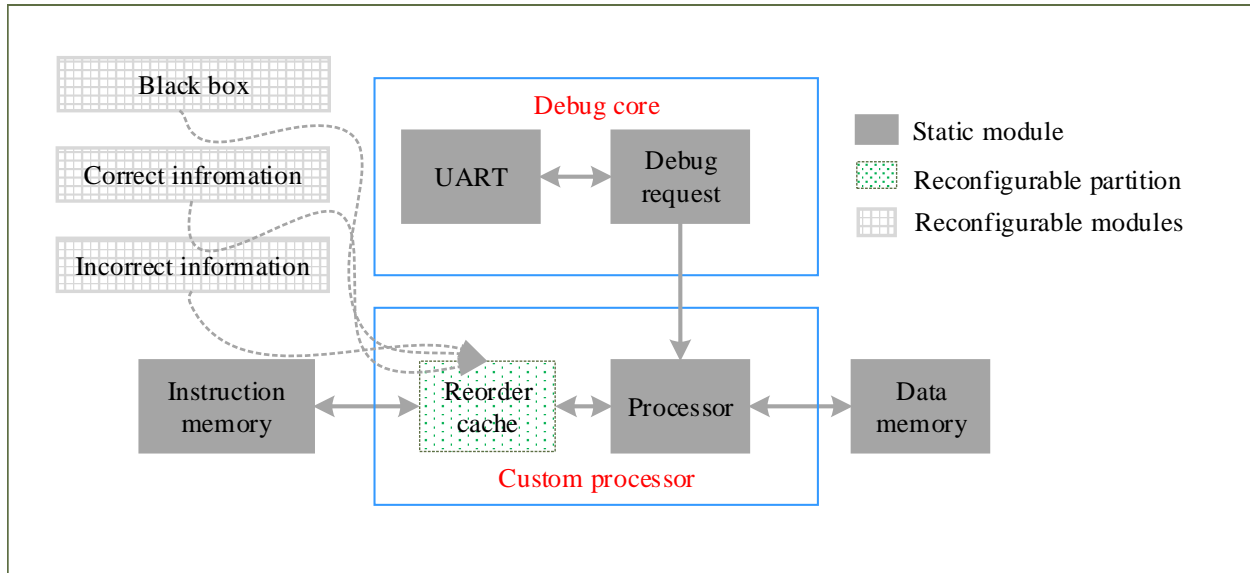 Black box
Correct infromation
Incorrect information
Debug core
UART
Debug
request
Static module
Reconfigurable partition
Reconfigurable modules
Instruction
memory
Reorder
cache
Processor
Data
memory
Custom processor